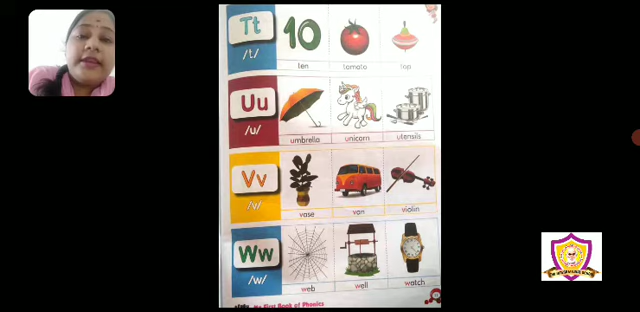 Tt
/t/
10
ten
tomato
top
Uu
/u/
umbrella
unicorn
utensils
Vv
/v/
vase
van
violin
Ww
/w/
web
well
watch
My First Book of Phonics